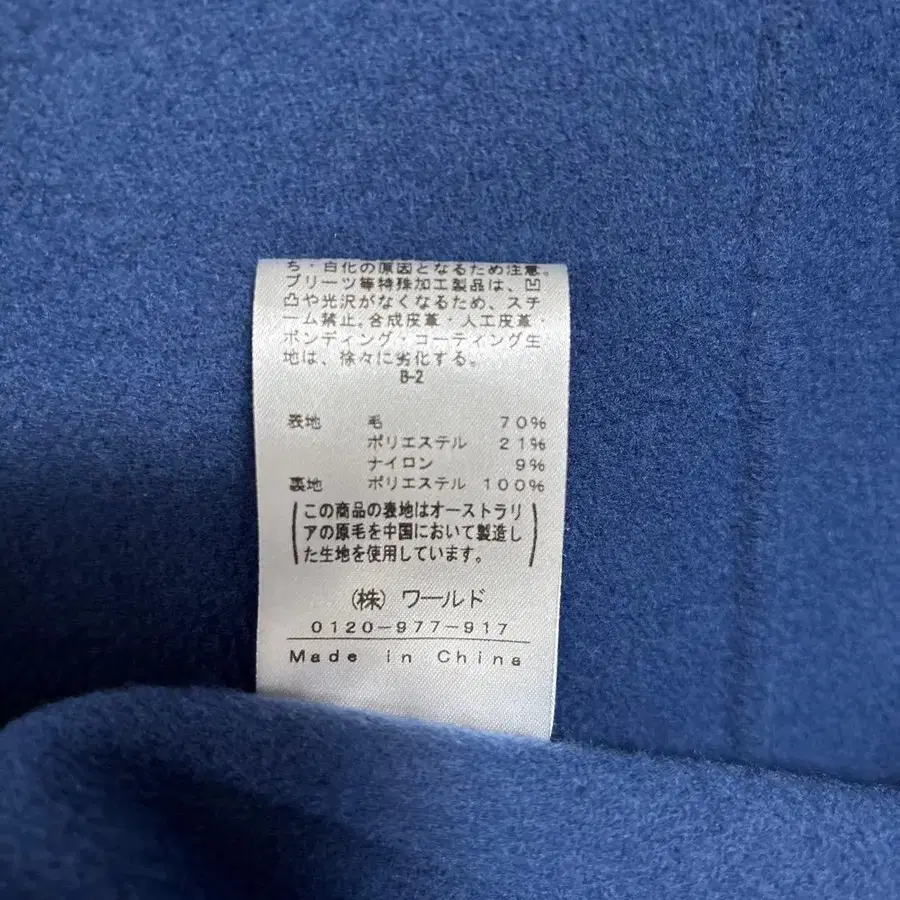 ち・白化の原因となるため注意。
プリーツ等特殊加工製品は、凹
凸や光沢がなくなるため、スチ
ーム禁止。合成皮革・人工皮革・
ボンディング・コーティング生
地は、徐々に劣化する。
B-2
表地 毛 70%
ポリエステル 21%
ナイロン 9%
裏地 ポリエステル 100%
(この商品の表地はオーストラリ
アの原毛を中国において製造し
た生地を使用しています。)
(株)ワールド
0120-977-917
Made in China